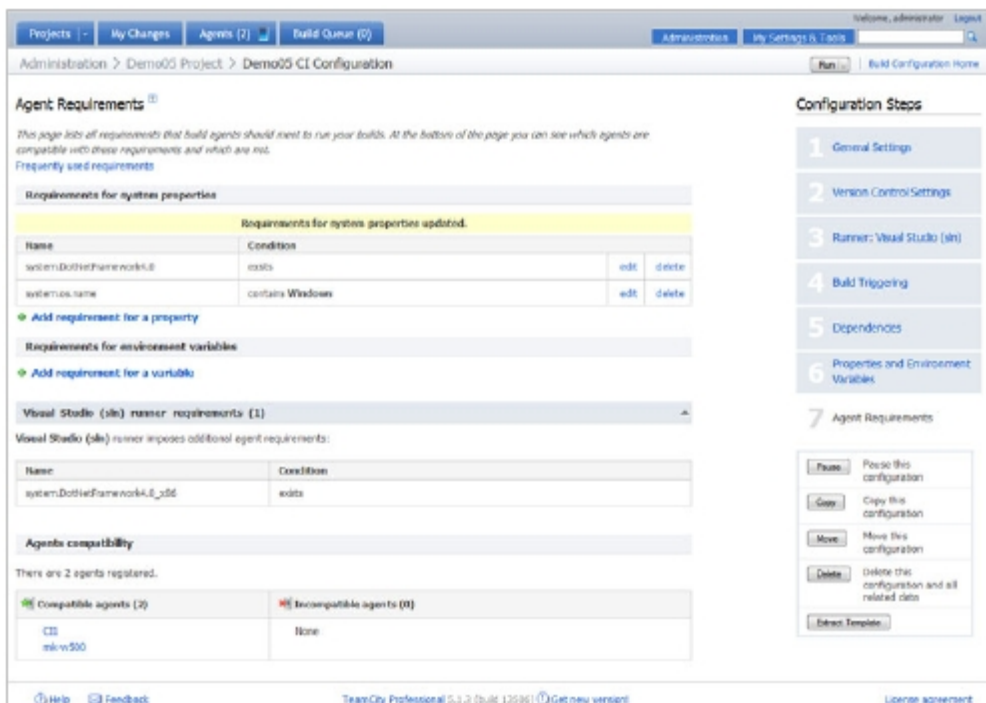 Welcome, administrator Logout
Projects My Changes Agents (2) Build Queue (0) Administration My Settings & Tools
Administration > Demo05 Project > Demo05 CI Configuration Run Build Configuration Home
Agent Requirements
This page lists all requirements that build agents should meet to run your builds. At the bottom of the page you can see which agents are
compatible with these requirements and which are not.
Frequently used requirements
Requirements for system properties
Requirements for system properties updated.
Name Condition
system.DotNetFramework4.0 exists edit delete
system.os.name contains Windows edit delete
Add requirement for a property
Requirements for environment variables
Add requirement for a variable
Visual Studio (sln) runner requirements (1)
Visual Studio (sln) runner imposes additional agent requirements:
Name Condition
system.DotNetFramework4.0_x86 exists
Agents compatibility
There are 2 agents registered.
Compatible agents (2) Incompatible agents (0)
None
mk-w500
Configuration Steps
1 General Settings
2 Version Control Settings
3 Runner: Visual Studio (sln)
4 Build Triggering
5 Dependencies
6 Properties and Environment
Variables
7 Agent Requirements
Pause Pause this
configuration
Copy Copy this
configuration
Move Move this
configuration
Delete Delete this
configuration and all
related data
Extract Template
Help Feedback TeamCity Professional 5.1.3 (build 13586) Get new version! License agreement